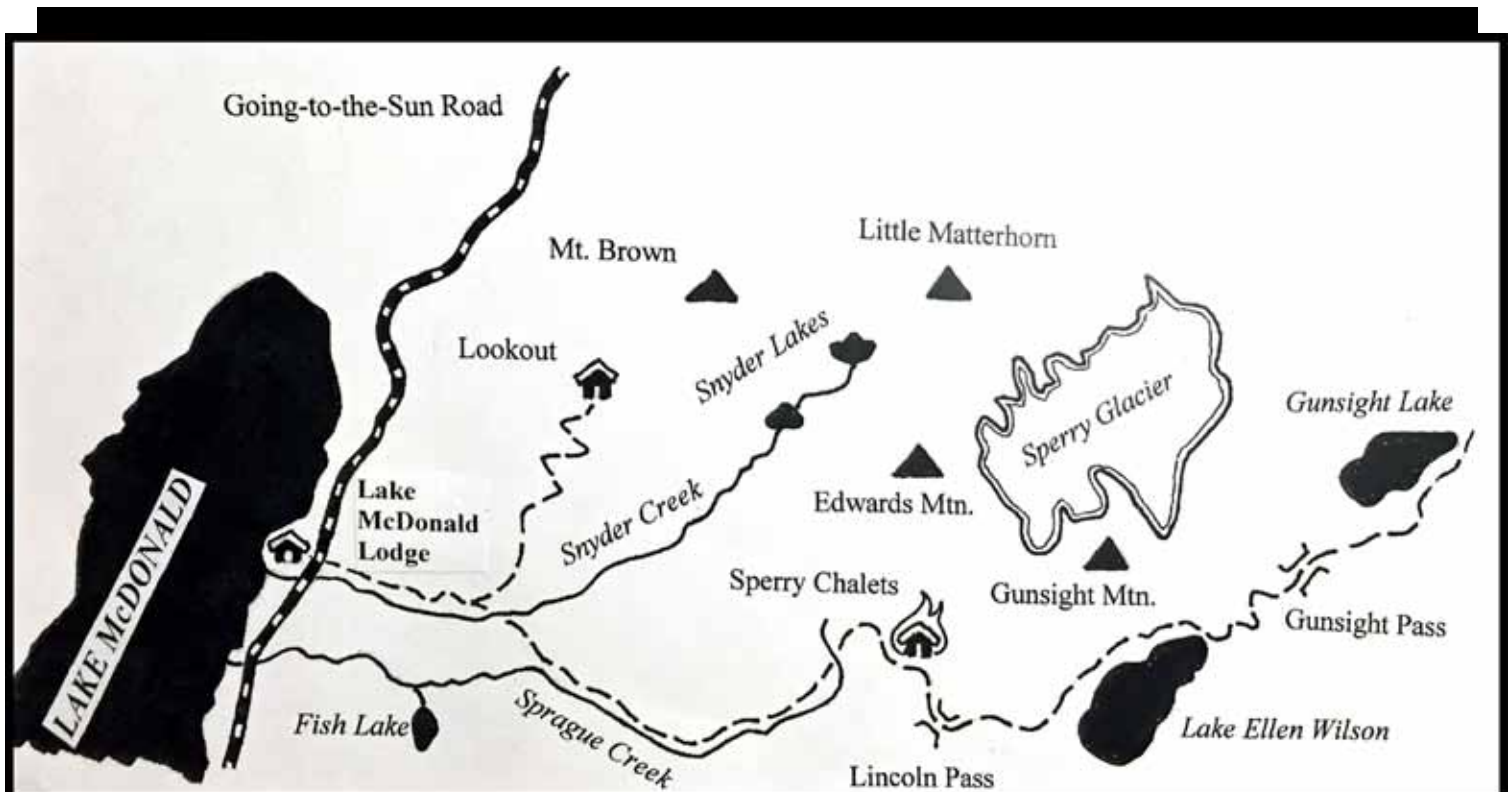 Going-to-the-Sun Road
Little Matterhorn
Mt. Brown
Lookout
Snyder Lakes
Sperry Glacier
Gunsight Lake
LAKE McDONALD
Lake
McDonald
Lodge
Snyder Creek
Edwards Mtn.
Sperry Chalets
Gunsight Mtn.
Gunsight Pass
Fish Lake
Sprague Creek
Lake Ellen Wilson
Lincoln Pass